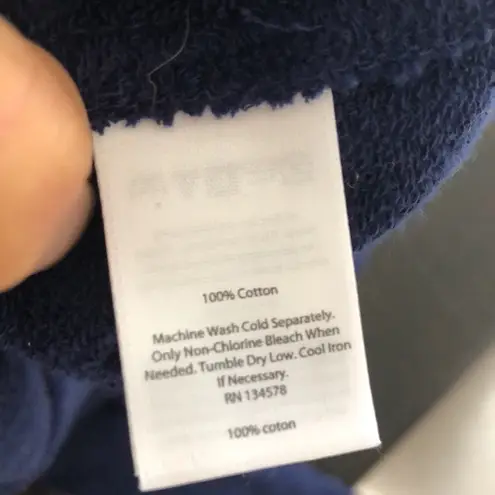 100% Cotton
Machine Wash Cold Separately.
Only Non-Chlorine Bleach When
Needed. Tumble Dry Low. Cool Iron
If Necessary.
RN 134578
100% coton